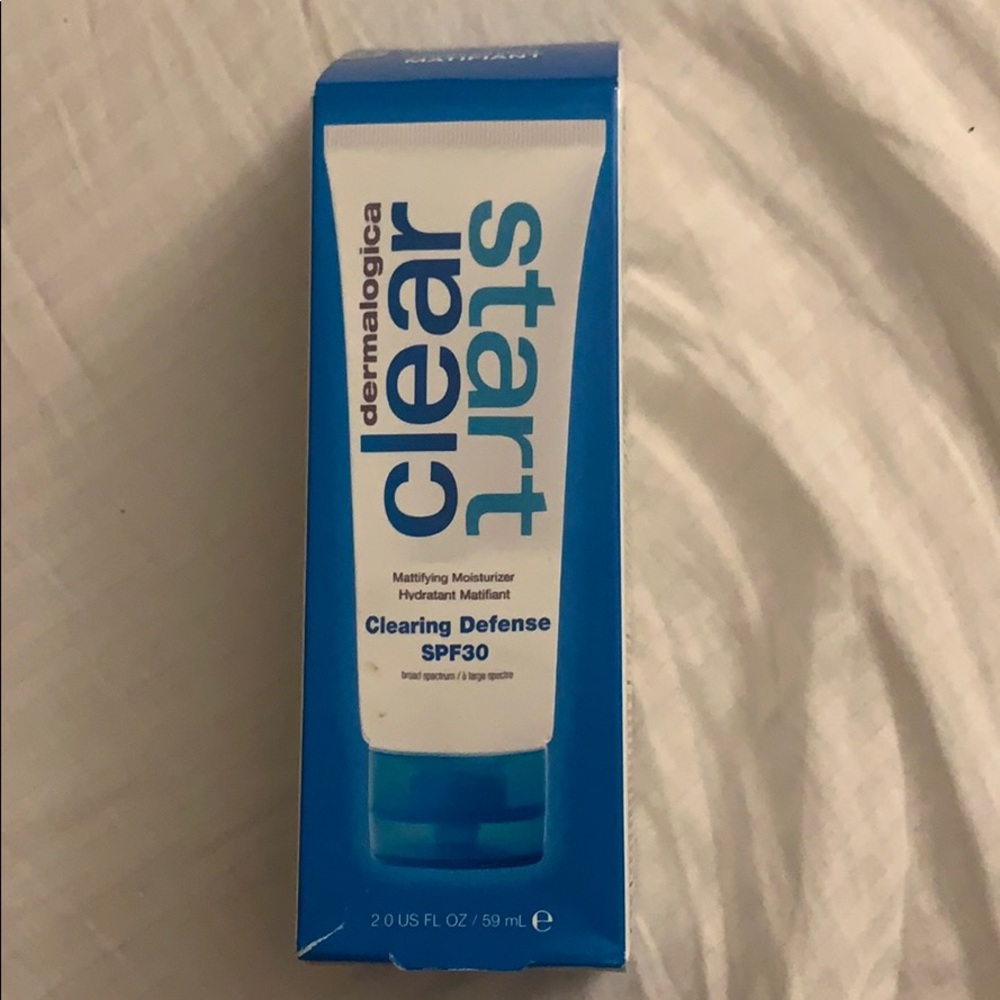 MATIFIANT
dermalogica
clear
start
Mattifying Moisturizer
Hydratant Matifiant
Clearing Defense
SPF30
broad spectrum / à large spectre
2.0 US FL OZ / 59 mL e